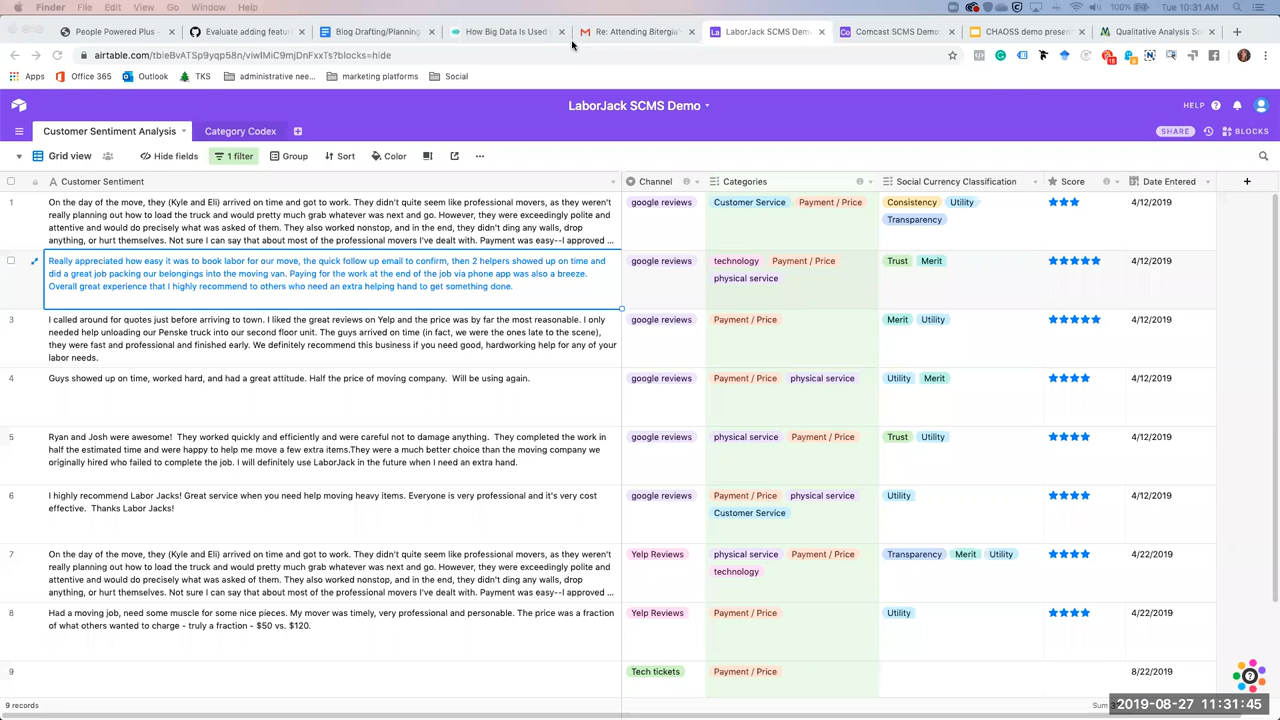 Chrome File Edit View Go Window Help 100% Tue 10:31 AM
People Powered Plus - Evaluate adding featur Blog Drafting/Planning How Big Data Is Used Re: Attending Bitergia's LaborJack SCMS Dem Comcast SCMS Demo: CHAOSS demo presen Qualitative Analysis So
airtable.com/tbleBvATSp9yqp58n/viwIMiC9mjDnFxxTs?blocks=hide
Apps Office 365 Outlook TKS administrative nee... marketing platforms Social
LaborJack SCMS Demo
HELP
Customer Sentiment Analysis Category Codex SHARE BLOCKS
Grid view Hide fields 1 filter Group Sort Color
Customer Sentiment Channel Categories Social Currency Classification Score Date Entered
1 On the day of the move, they (Kyle and Eli) arrived on time and got to work. They didn't quite seem like professional movers, as they weren't google reviews Customer Service Payment / Price Consistency Utility 4/12/2019
really planning out how to load the truck and would pretty much grab whatever was next and go. However, they were exceedingly polite and Transparency
attentive and would do precisely what was asked of them. They also worked nonstop, and in the end, they didn't ding any walls, drop
anything, or hurt themselves. Not sure I can say that about most of the professional movers I've dealt with. Payment was easy--I approved ...
Really appreciated how easy it was to book labor for our move, the quick follow up email to confirm, then 2 helpers showed up on time and google reviews technology Payment / Price Trust Merit 4/12/2019
did a great job packing our belongings into the moving van. Paying for the work at the end of the job via phone app was also a breeze. physical service
Overall great experience that I highly recommend to others who need an extra helping hand to get something done.
3 I called around for quotes just before arriving to town. I liked the great reviews on Yelp and the price was by far the most reasonable. I only google reviews Payment / Price Merit Utility 4/12/2019
needed help unloading our Penske truck into our second floor unit. The guys arrived on time (in fact, we were the ones late to the scene),
they were fast and professional and finished early. We definitely recommend this business if you need good, hardworking help for any of your
labor needs.
4 Guys showed up on time, worked hard, and had a great attitude. Half the price of moving company. Will be using again. google reviews Payment / Price physical service Utility Merit 4/12/2019
5 Ryan and Josh were awesome! They worked quickly and efficiently and were careful not to damage anything. They completed the work in google reviews physical service Payment / Price Trust Utility 4/12/2019
half the estimated time and were happy to help me move a few extra items.They were a much better choice than the moving company we
originally hired who failed to complete the job. I will definitely use LaborJack in the future when I need an extra hand.
6 I highly recommend Labor Jacks! Great service when you need help moving heavy items. Everyone is very professional and it's very cost google reviews Payment / Price physical service Utility 4/12/2019
effective. Thanks Labor Jacks! Customer Service
7 On the day of the move, they (Kyle and Eli) arrived on time and got to work. They didn't quite seem like professional movers, as they weren't Yelp Reviews physical service Payment / Price Transparency Merit Utility 4/22/2019
really planning out how to load the truck and would pretty much grab whatever was next and go. However, they were exceedingly polite and technology
attentive and would do precisely what was asked of them. They also worked nonstop, and in the end, they didn't ding any walls, drop
anything, or hurt themselves. Not sure I can say that about most of the professional movers I've dealt with. Payment was easy--I approved ...
8 Had a moving job, need some muscle for some nice pieces. My mover was timely, very professional and personable. The price was a fraction Yelp Reviews Payment / Price Utility 4/22/2019
of what others wanted to charge - truly a fraction - $50 vs. $120.
9 Tech tickets Payment / Price 8/22/2019
9 records Sum
2019-08-27 11:31:45